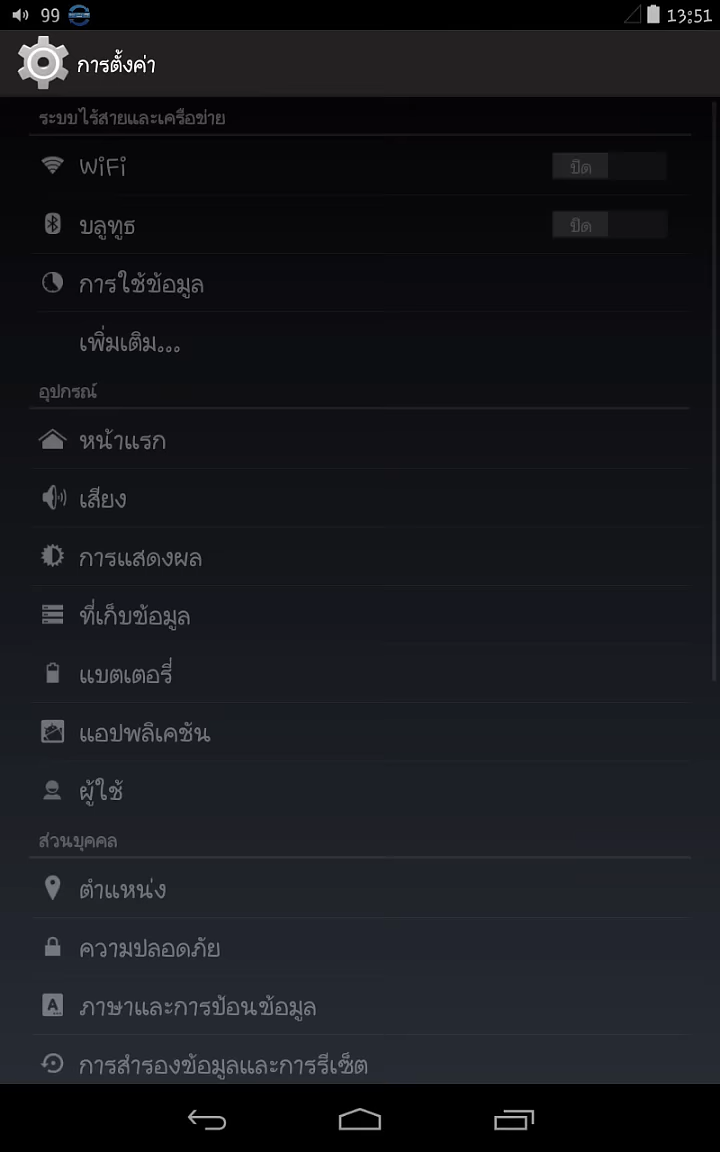 99
13:51
การตั้งค่า
ระบบไร้สายและเครือข่าย
WiFi
ปิด
บลูทูธ
ปิด
การใช้ข้อมูล
เพิ่มเติม...
อุปกรณ์
หน้าแรก
เสียง
การแสดงผล
ที่เก็บข้อมูล
แบตเตอรี่
แอปพลิเคชัน
ผู้ใช้
ส่วนบุคคล
ตำแหน่ง
ความปลอดภัย
ภาษาและการป้อนข้อมูล
การสำรองข้อมูลและการรีเซ็ต